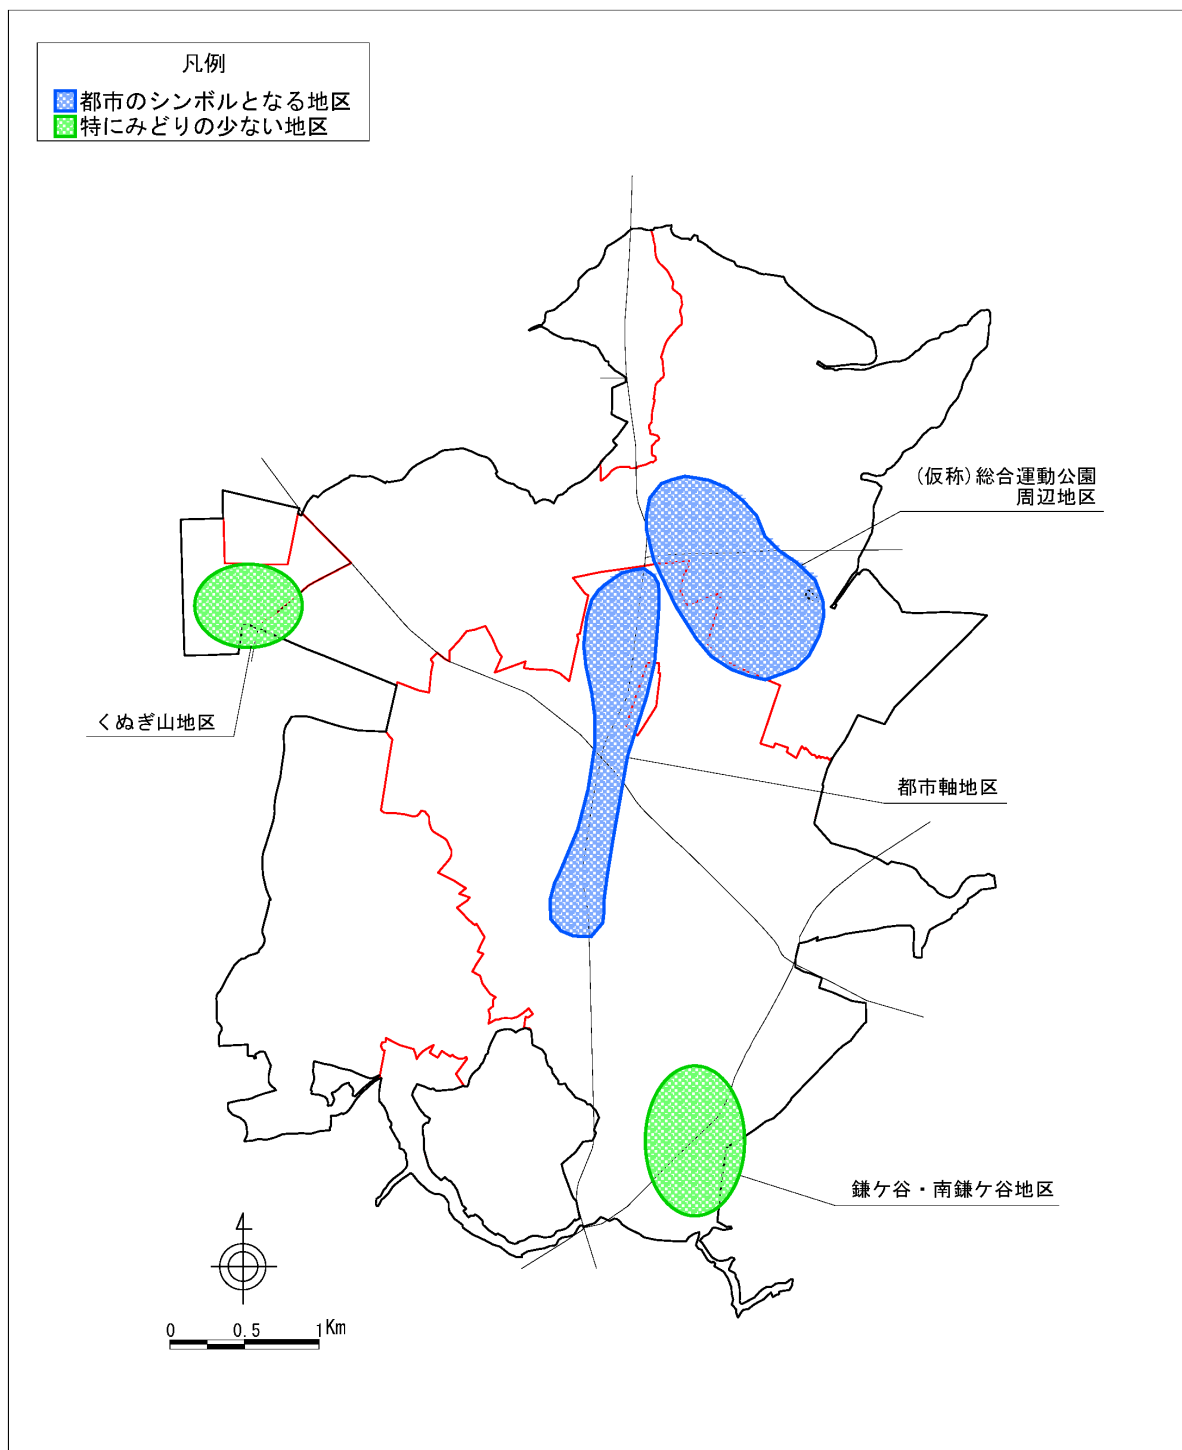 凡例
都市のシンボルとなる地区
特にみどりの少ない地区
(仮称)総合運動公園
周辺地区
くぬぎ山地区
都市軸地区
鎌ケ谷・南鎌ケ谷地区
0 0.5 1Km